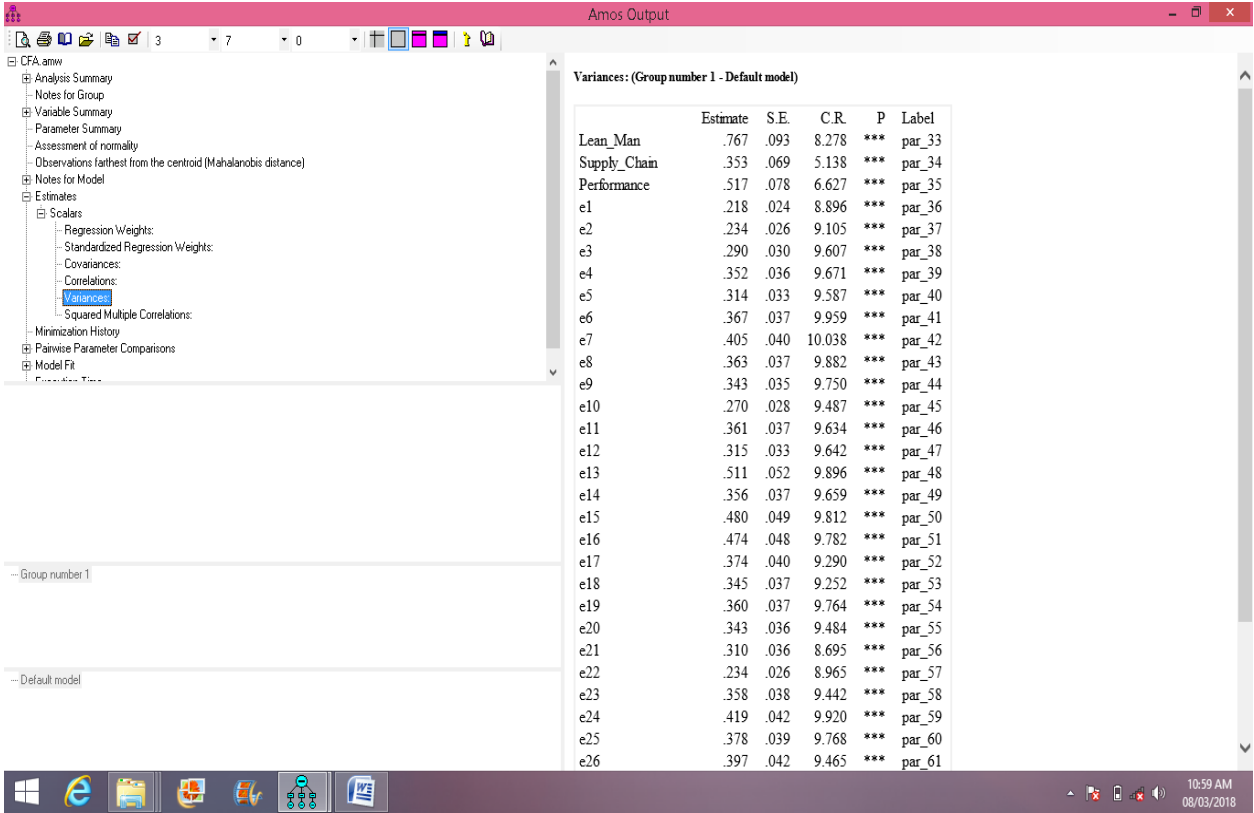 Amos Output
3 7 0
CFA.amw
Analysis Summary
Notes for Group
Variable Summary
Parameter Summary
Assessment of normality
Observations farthest from the centroid (Mahalanobis distance)
Notes for Model
Estimates
Scalars
Regression Weights:
Standardized Regression Weights:
Covariances:
Correlations:
Variances:
Squared Multiple Correlations:
Minimization History
Pairwise Parameter Comparisons
Model Fit
Execution Time
Group number 1
Default model
Variances: (Group number 1 - Default model)
Estimate S.E. C.R. P Label
Lean_Man .767 .093 8.278 *** par_33
Supply_Chain .353 .069 5.138 *** par_34
Performance .517 .078 6.627 *** par_35
e1 .218 .024 8.896 *** par_36
e2 .234 .026 9.105 *** par_37
e3 .290 .030 9.607 *** par_38
e4 .352 .036 9.671 *** par_39
e5 .314 .033 9.587 *** par_40
e6 .367 .037 9.959 *** par_41
e7 .405 .040 10.038 *** par_42
e8 .363 .037 9.882 *** par_43
e9 .343 .035 9.750 *** par_44
e10 .270 .028 9.487 *** par_45
e11 .361 .037 9.634 *** par_46
e12 .315 .033 9.642 *** par_47
e13 .511 .052 9.896 *** par_48
e14 .356 .037 9.659 *** par_49
e15 .480 .049 9.812 *** par_50
e16 .474 .048 9.782 *** par_51
e17 .374 .040 9.290 *** par_52
e18 .345 .037 9.252 *** par_53
e19 .360 .037 9.764 *** par_54
e20 .343 .036 9.484 *** par_55
e21 .310 .036 8.695 *** par_56
e22 .234 .026 8.965 *** par_57
e23 .358 .038 9.442 *** par_58
e24 .419 .042 9.920 *** par_59
e25 .378 .039 9.768 *** par_60
e26 .397 .042 9.465 *** par_61
10:59 AM
08/03/2018